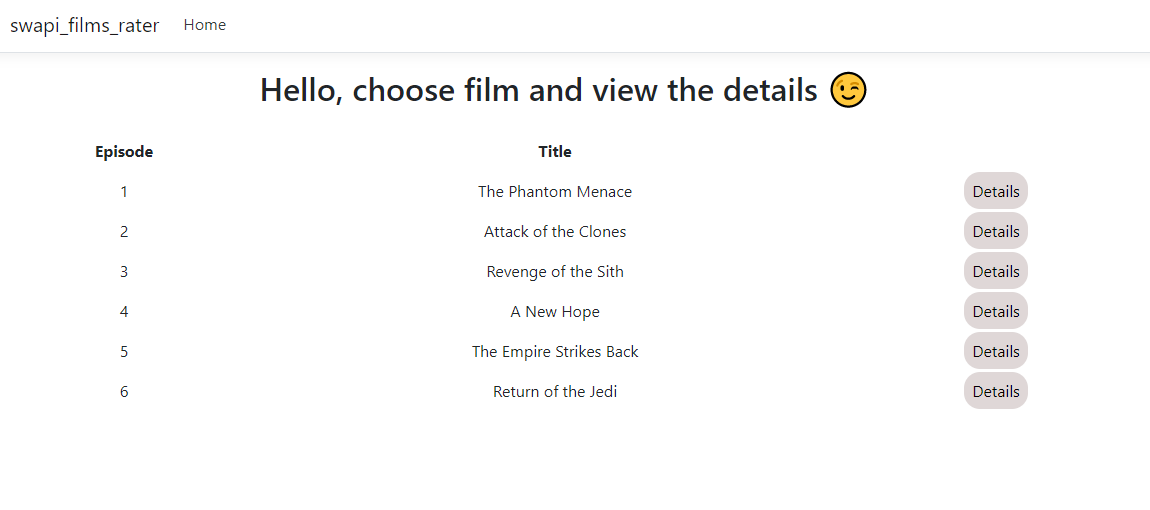 swapi_films_rater Home
Hello, choose film and view the details 😉
Episode Title
1 The Phantom Menace Details
2 Attack of the Clones Details
3 Revenge of the Sith Details
4 A New Hope Details
5 The Empire Strikes Back Details
6 Return of the Jedi Details